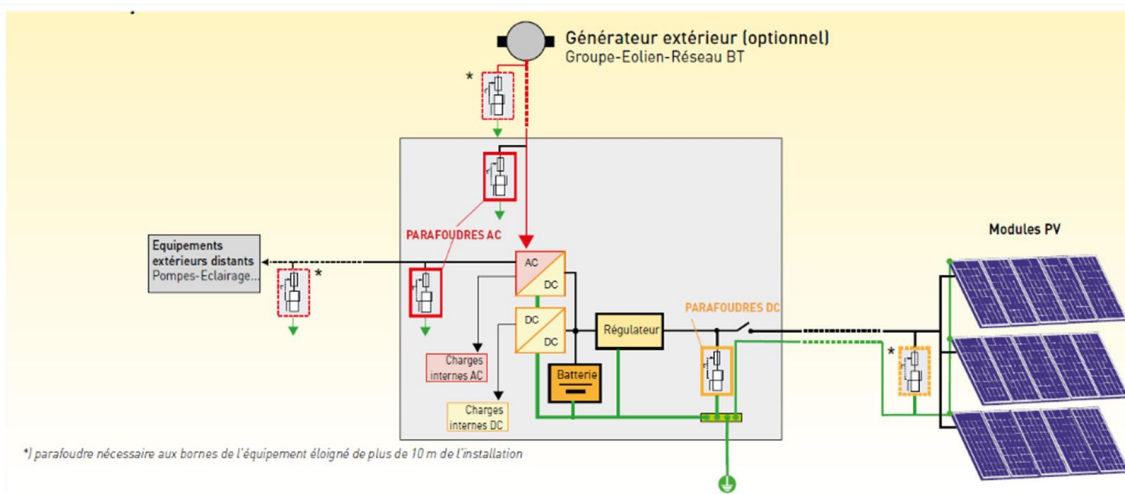 Générateur extérieur (optionnel)
Groupe-Eolien-Réseau BT
*
PARAFOUDRES AC
Modules PV
Equipements
extérieurs distants
Pompes-Eclairage...
*
AC
DC
PARAFOUDRES DC
DC
DC
Régulateur
*
Charges
internes AC
Batterie
Charges
internes DC
*) parafoudre nécessaire aux bornes de l'équipement éloigné de plus de 10 m de l'installation